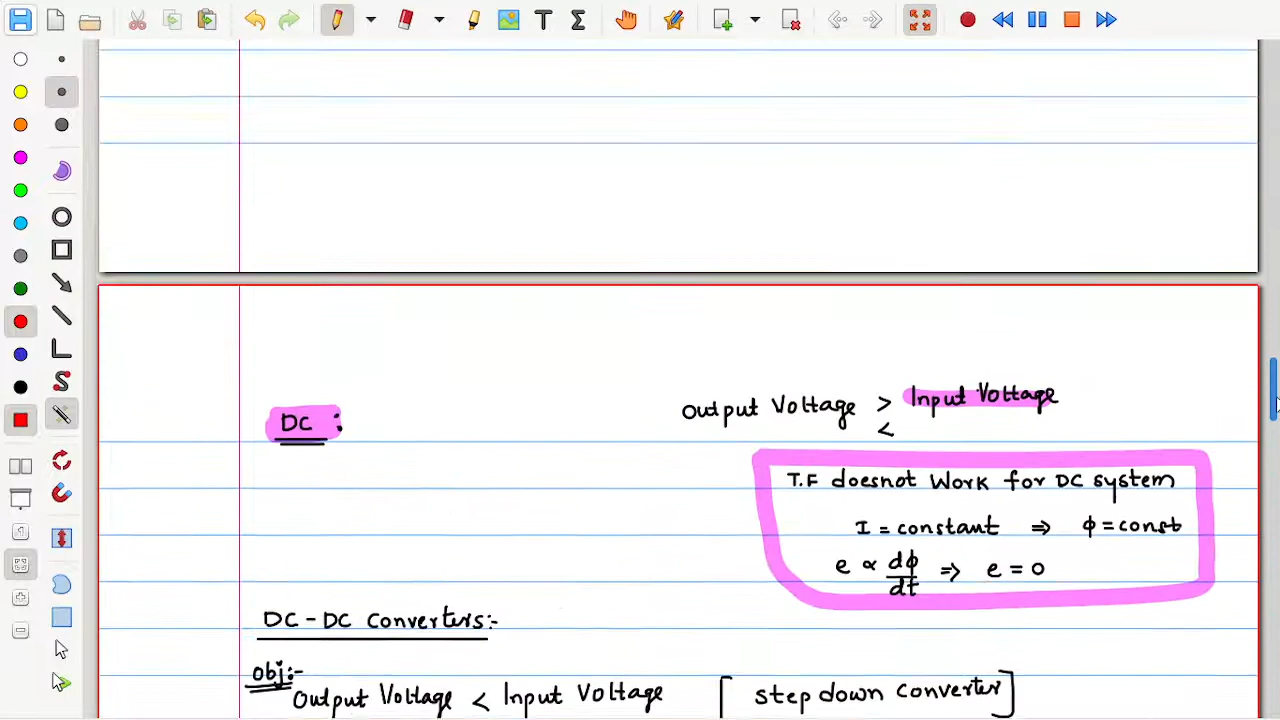 DC :
Output Voltage > Input Voltage
<
T.F doesnot Work for DC system
I = constant ⇒ φ = const
e ∝ dφ/dt ⇒ e = 0
DC - DC Converters:-
Obj:-
Output Voltage < Input Voltage [ step down converter ]